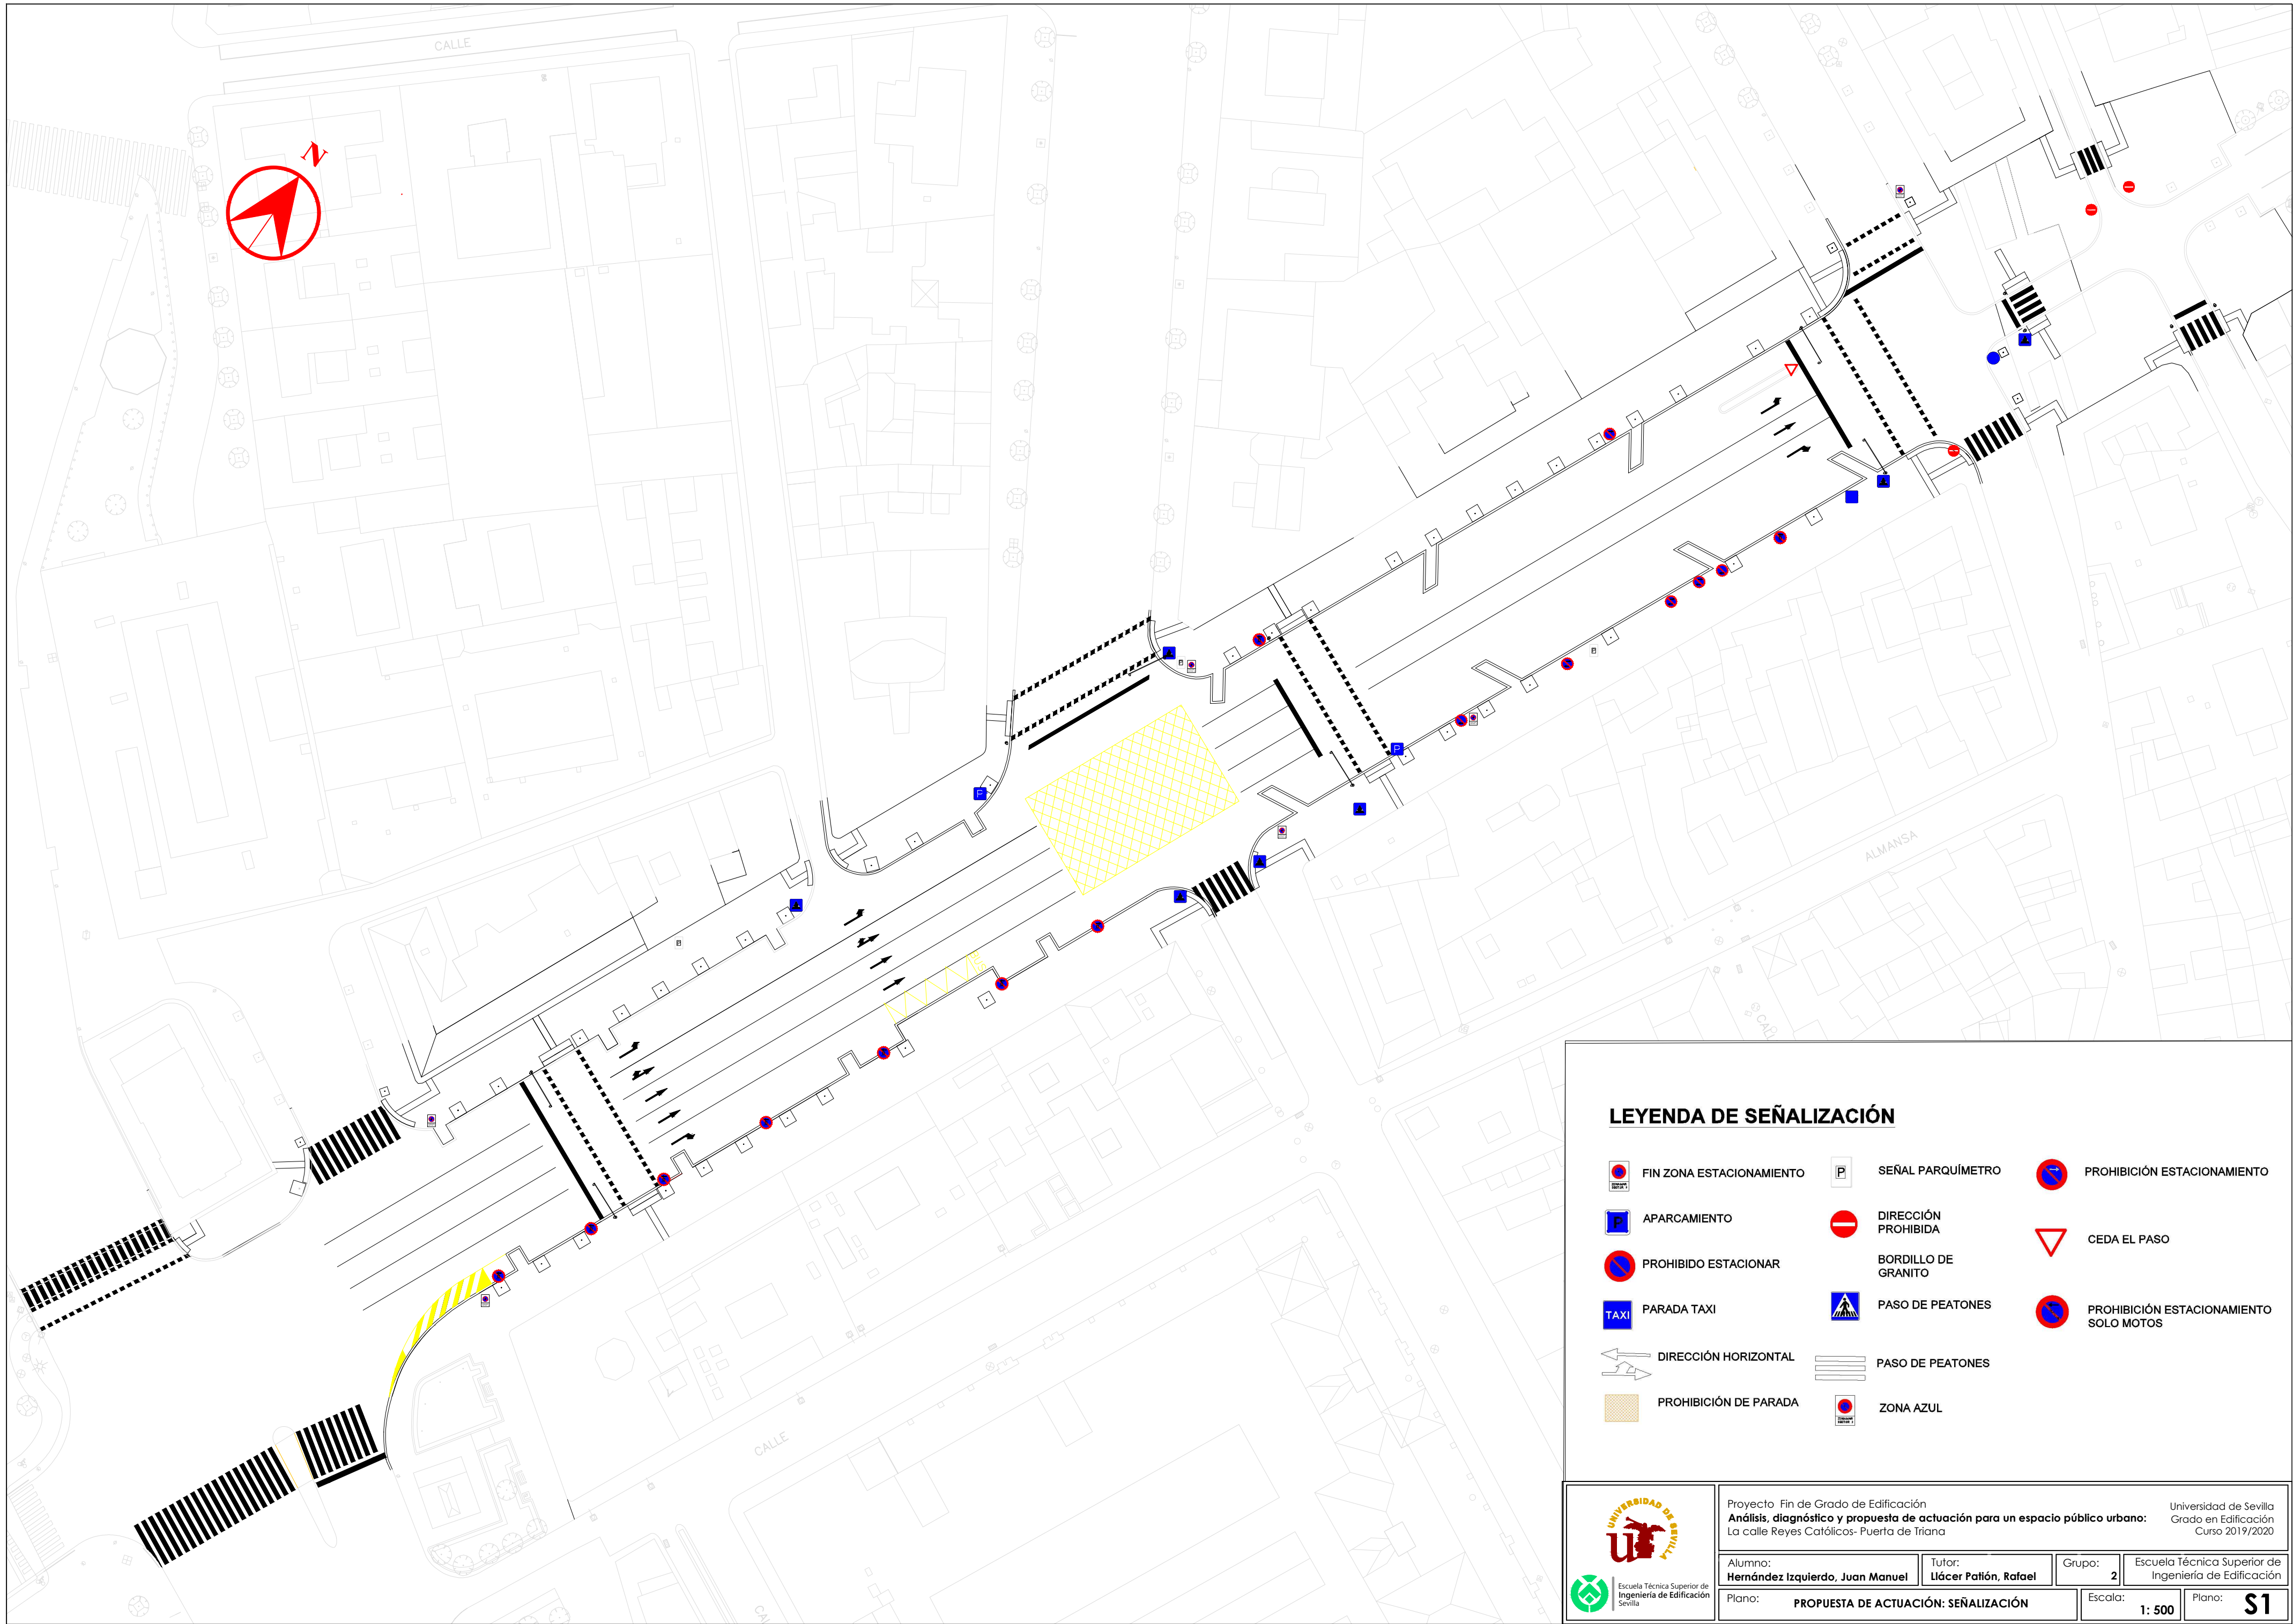 CALLE
N
ALMANSA
CALLE
LEYENDA DE SEÑALIZACIÓN
FIN ZONA ESTACIONAMIENTO
P
SEÑAL PARQUÍMETRO
PROHIBICIÓN ESTACIONAMIENTO
P
APARCAMIENTO
DIRECCIÓN
PROHIBIDA
CEDA EL PASO
PROHIBIDO ESTACIONAR
BORDILLO DE
GRANITO
TAXI
PARADA TAXI
PASO DE PEATONES
PROHIBICIÓN ESTACIONAMIENTO
SOLO MOTOS
DIRECCIÓN HORIZONTAL
PASO DE PEATONES
PROHIBICIÓN DE PARADA
ZONA AZUL
UNIVERSIDAD DE SEVILLA
Escuela Técnica Superior de
Ingeniería de Edificación
Sevilla
Proyecto Fin de Grado de Edificación
Análisis, diagnóstico y propuesta de actuación para un espacio público urbano:
La calle Reyes Católicos- Puerta de Triana
Universidad de Sevilla
Grado en Edificación
Curso 2019/2020
Alumno:
Hernández Izquierdo, Juan Manuel
Tutor:
Llácer Patión, Rafael
Grupo:
2
Escuela Técnica Superior de
Ingeniería de Edificación
Plano:
PROPUESTA DE ACTUACIÓN: SEÑALIZACIÓN
Escala:
1: 500
Plano:
S1